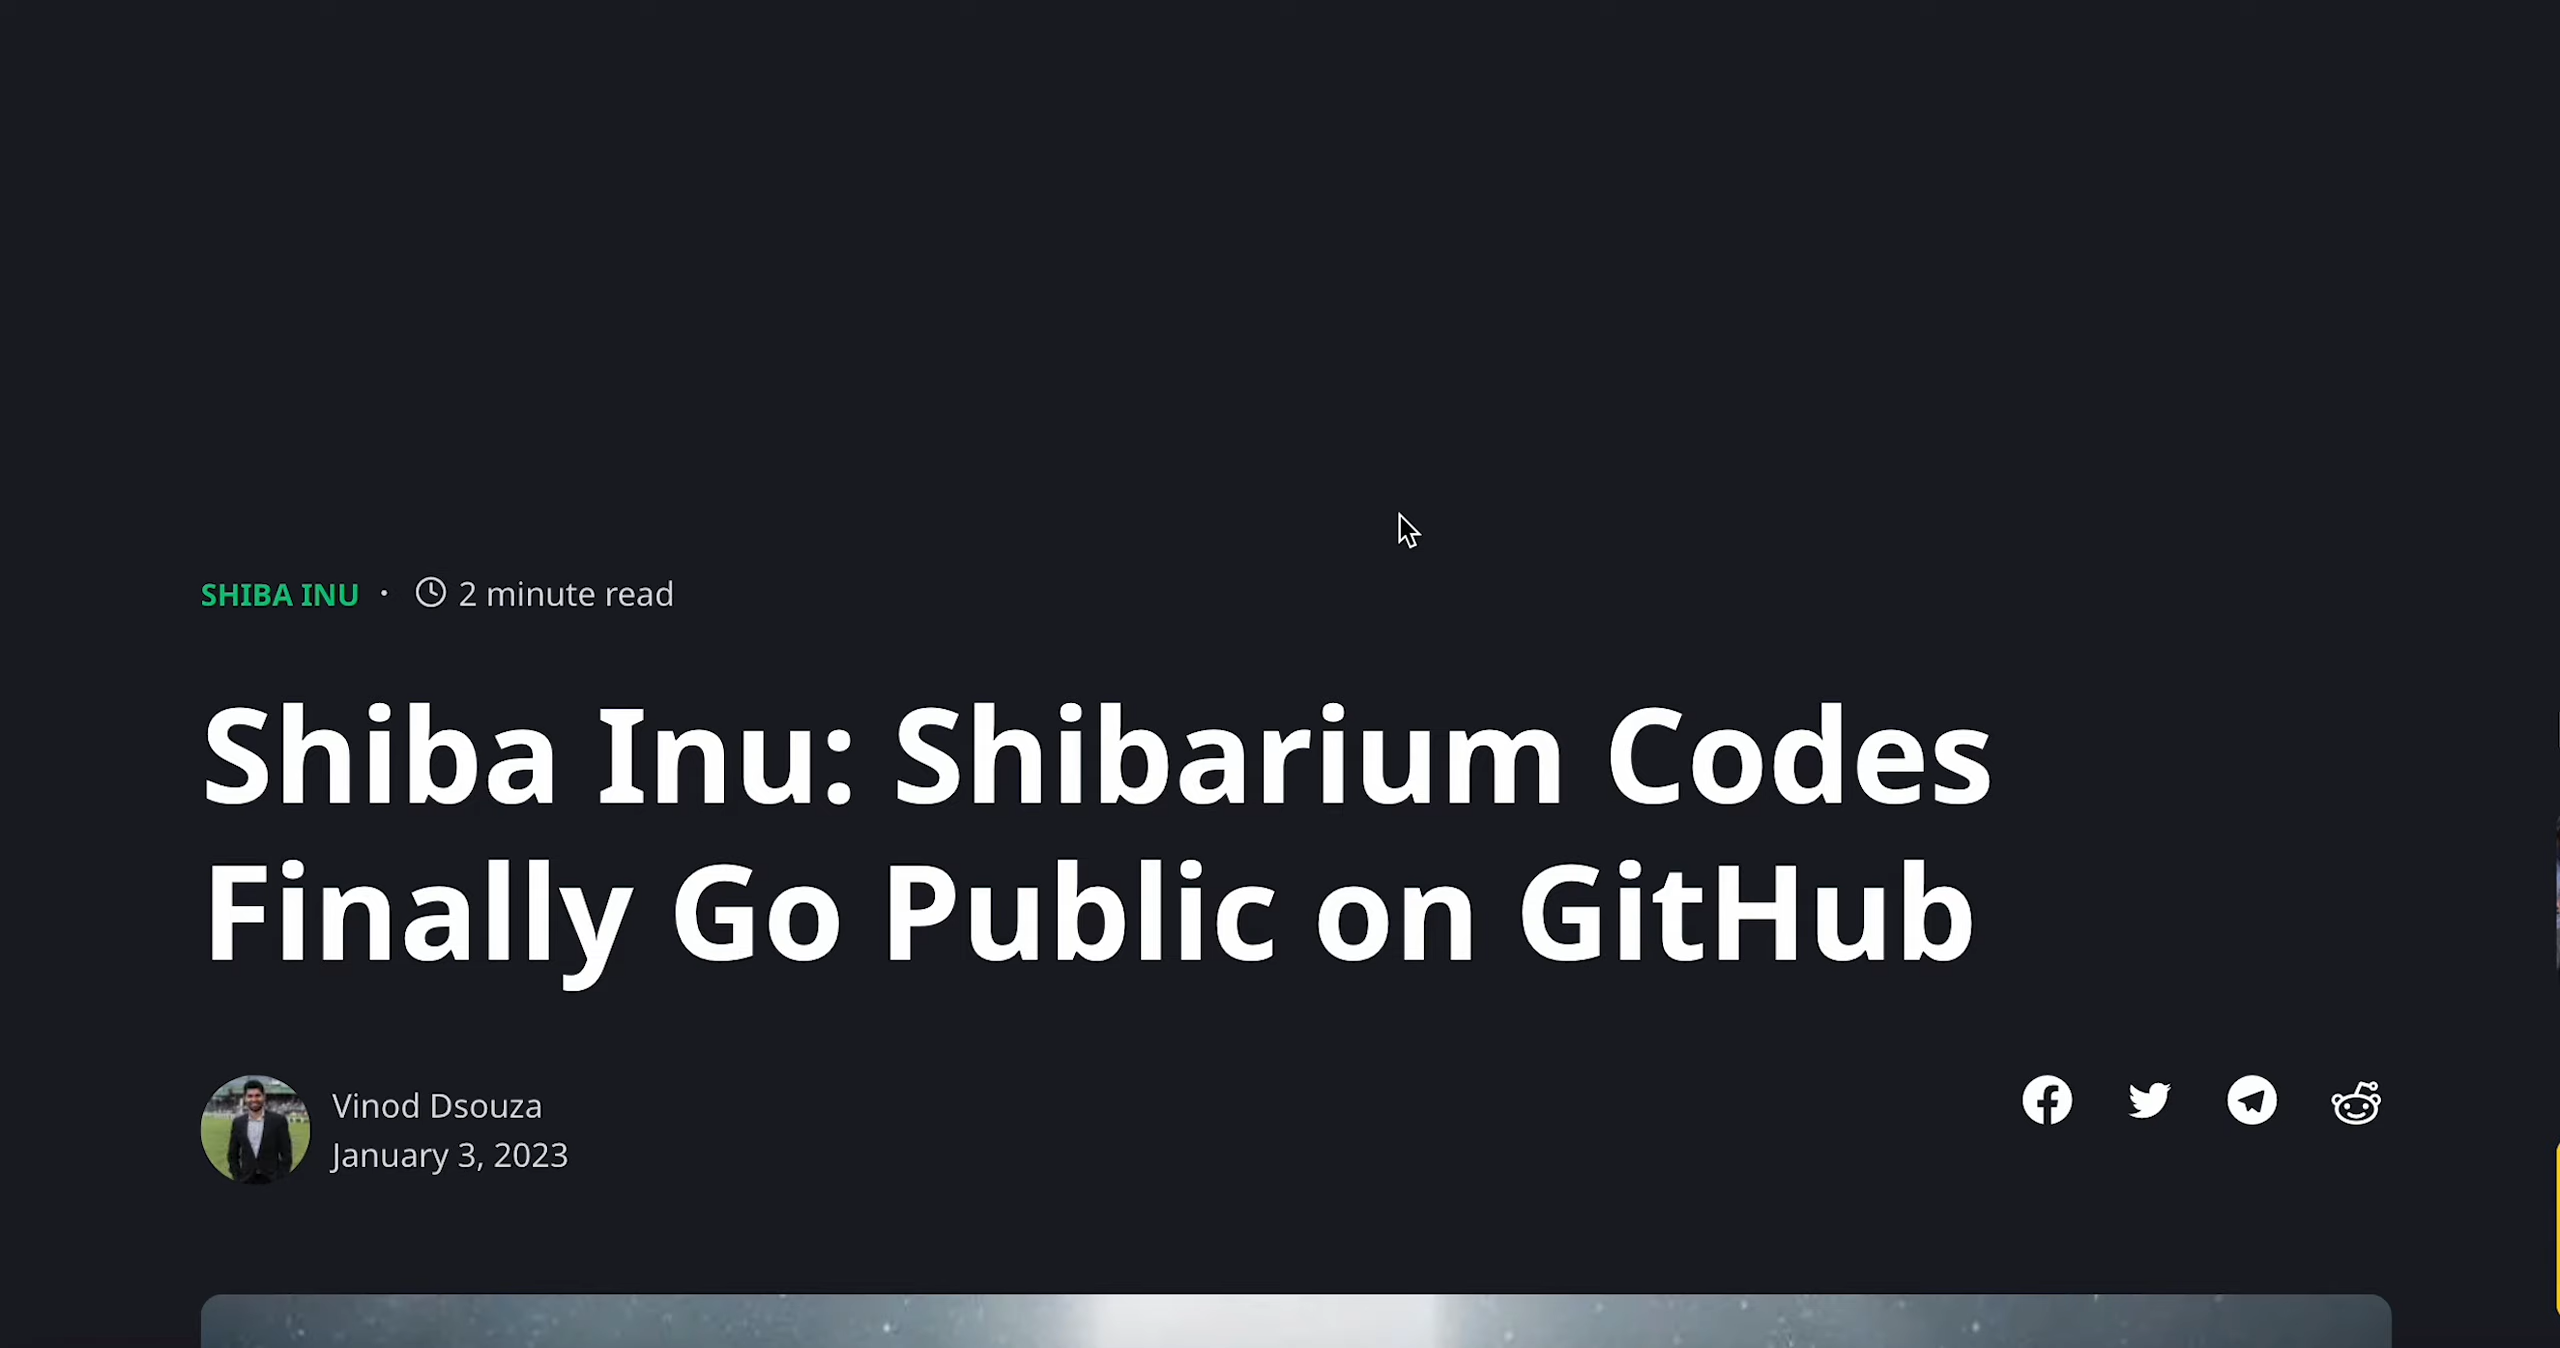 SHIBA INU · 2 minute read
Shiba Inu: Shibarium Codes
Finally Go Public on GitHub
Vinod Dsouza
January 3, 2023